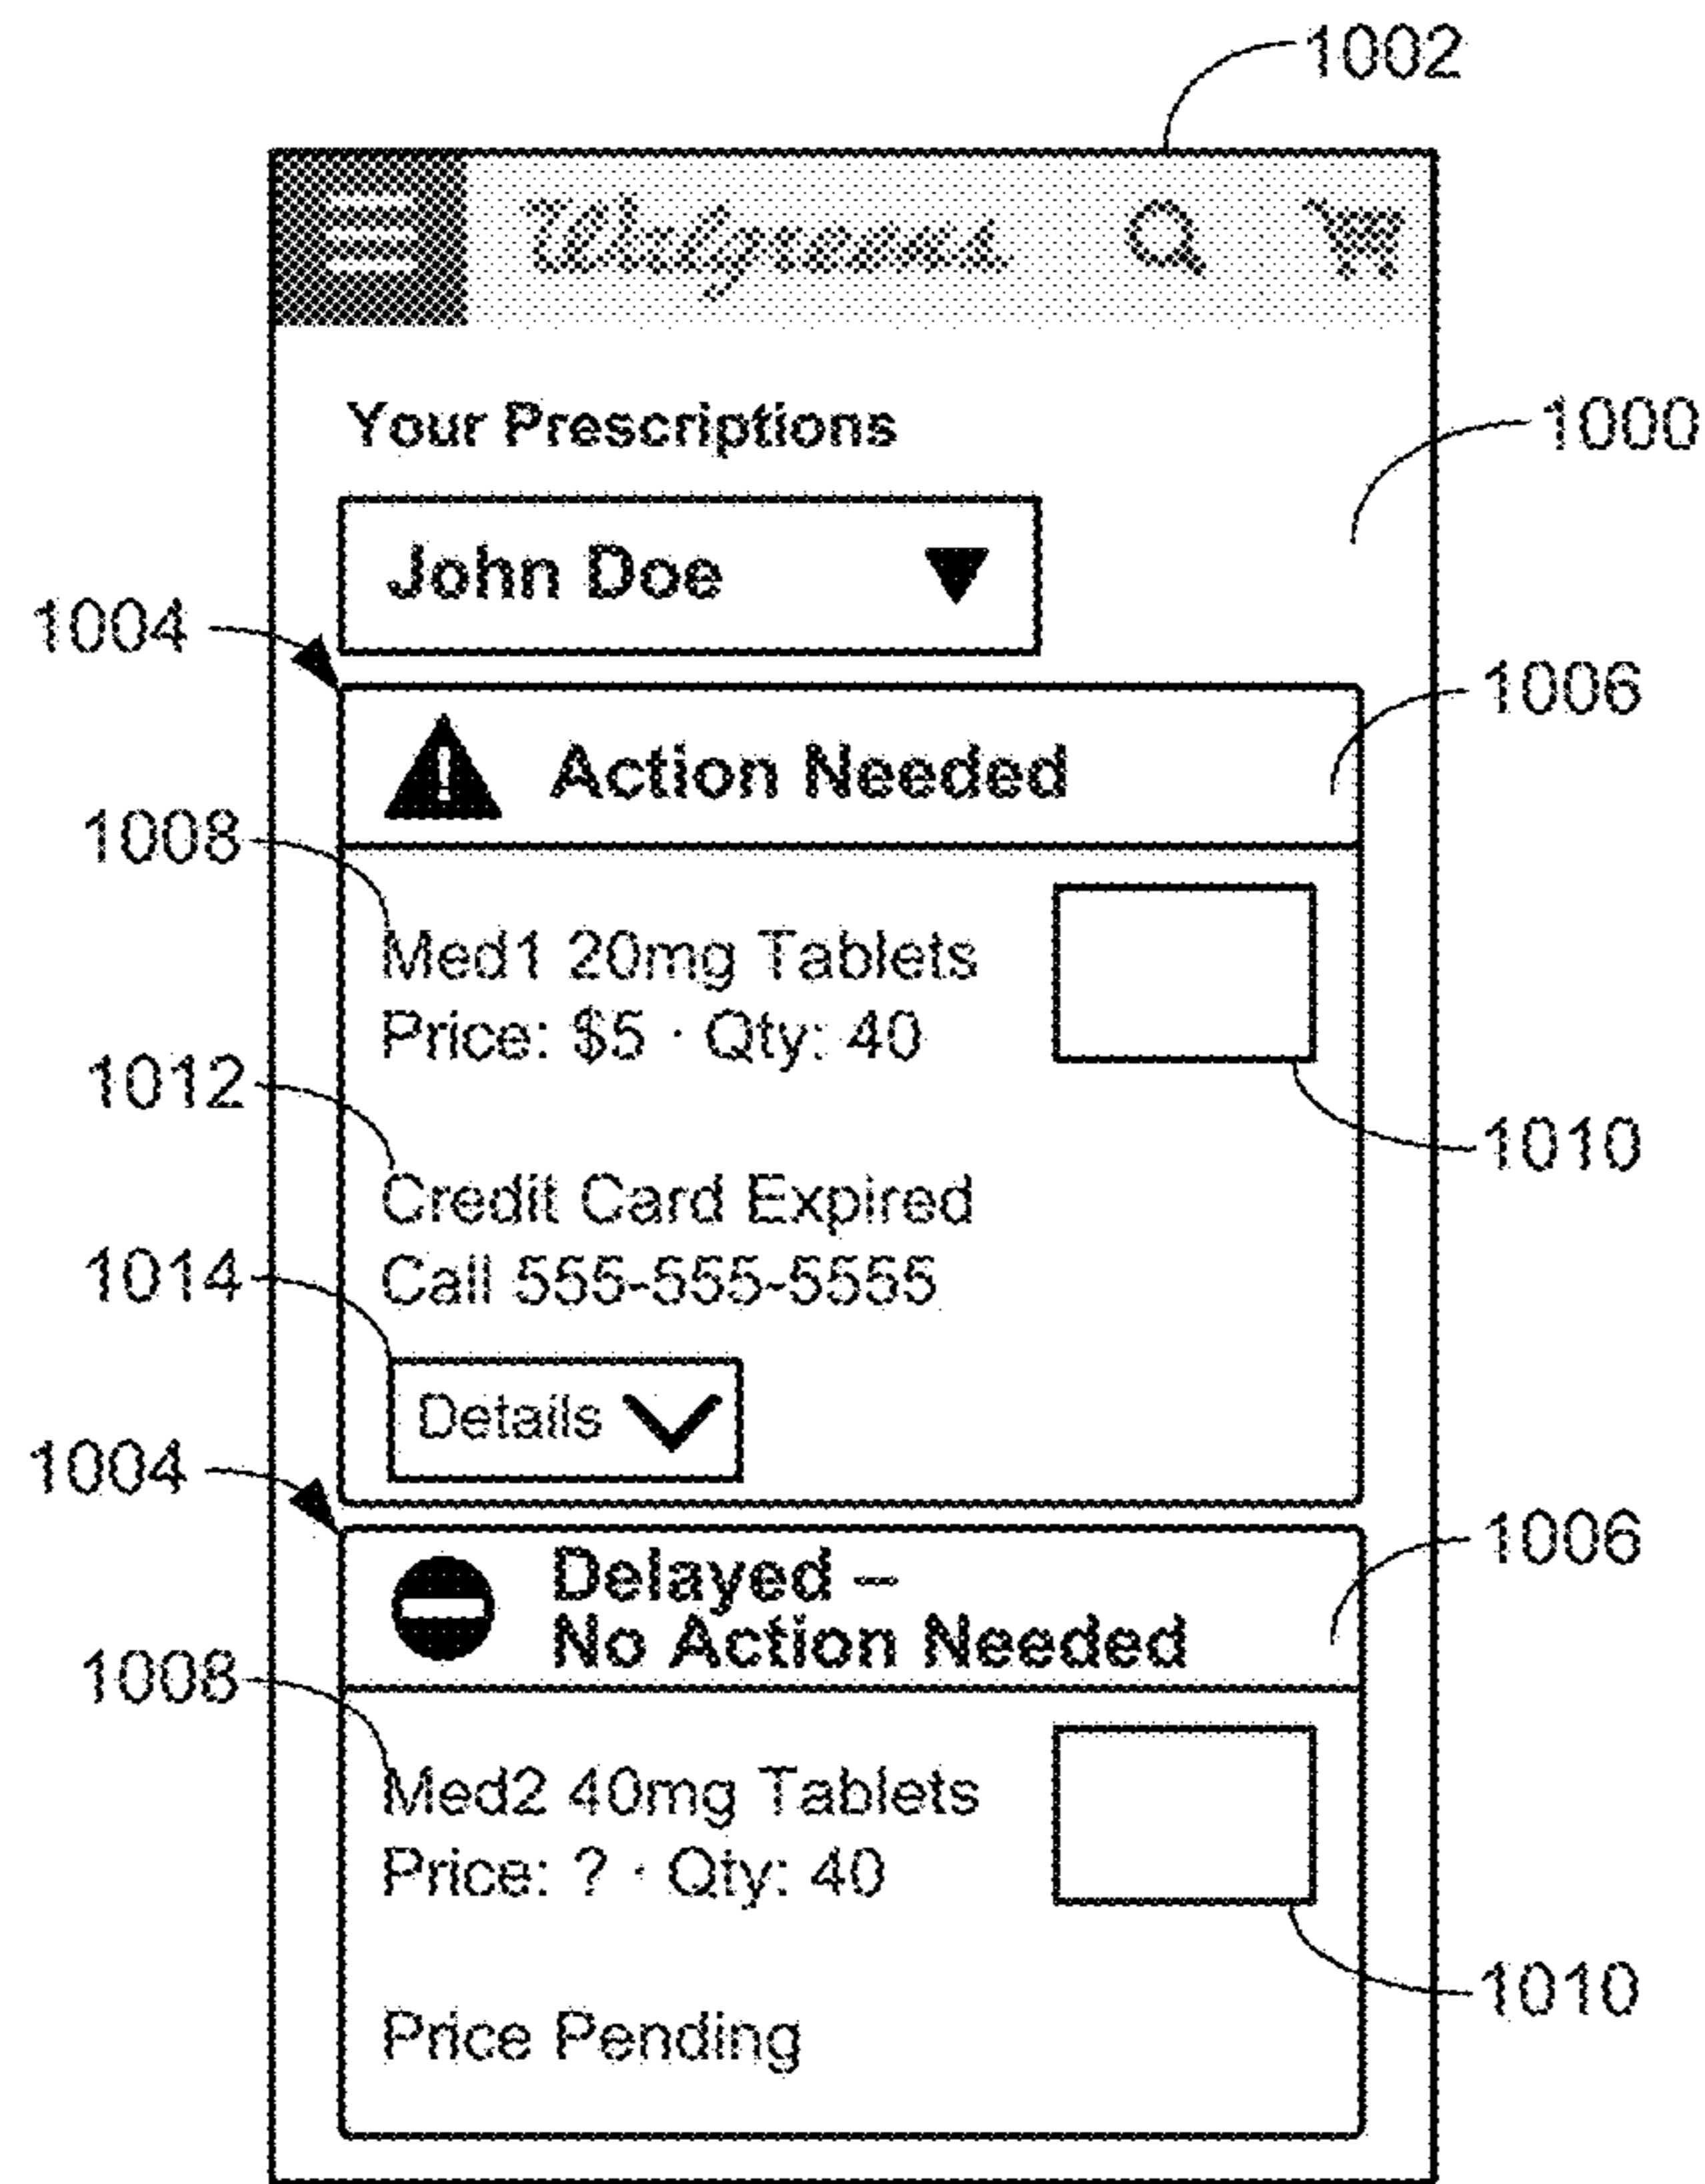 1002
Walgreens
Your Prescriptions
1000
John Doe
1004
1006
Action Needed
1008
Med1 20mg Tablets
Price: $5 · Qty: 40
1012
1010
Credit Card Expired
1014
Call 555-555-5555
Details
1004
1006
Delayed –
No Action Needed
1008
Med2 40mg Tablets
Price: ? · Qty: 40
1010
Price Pending